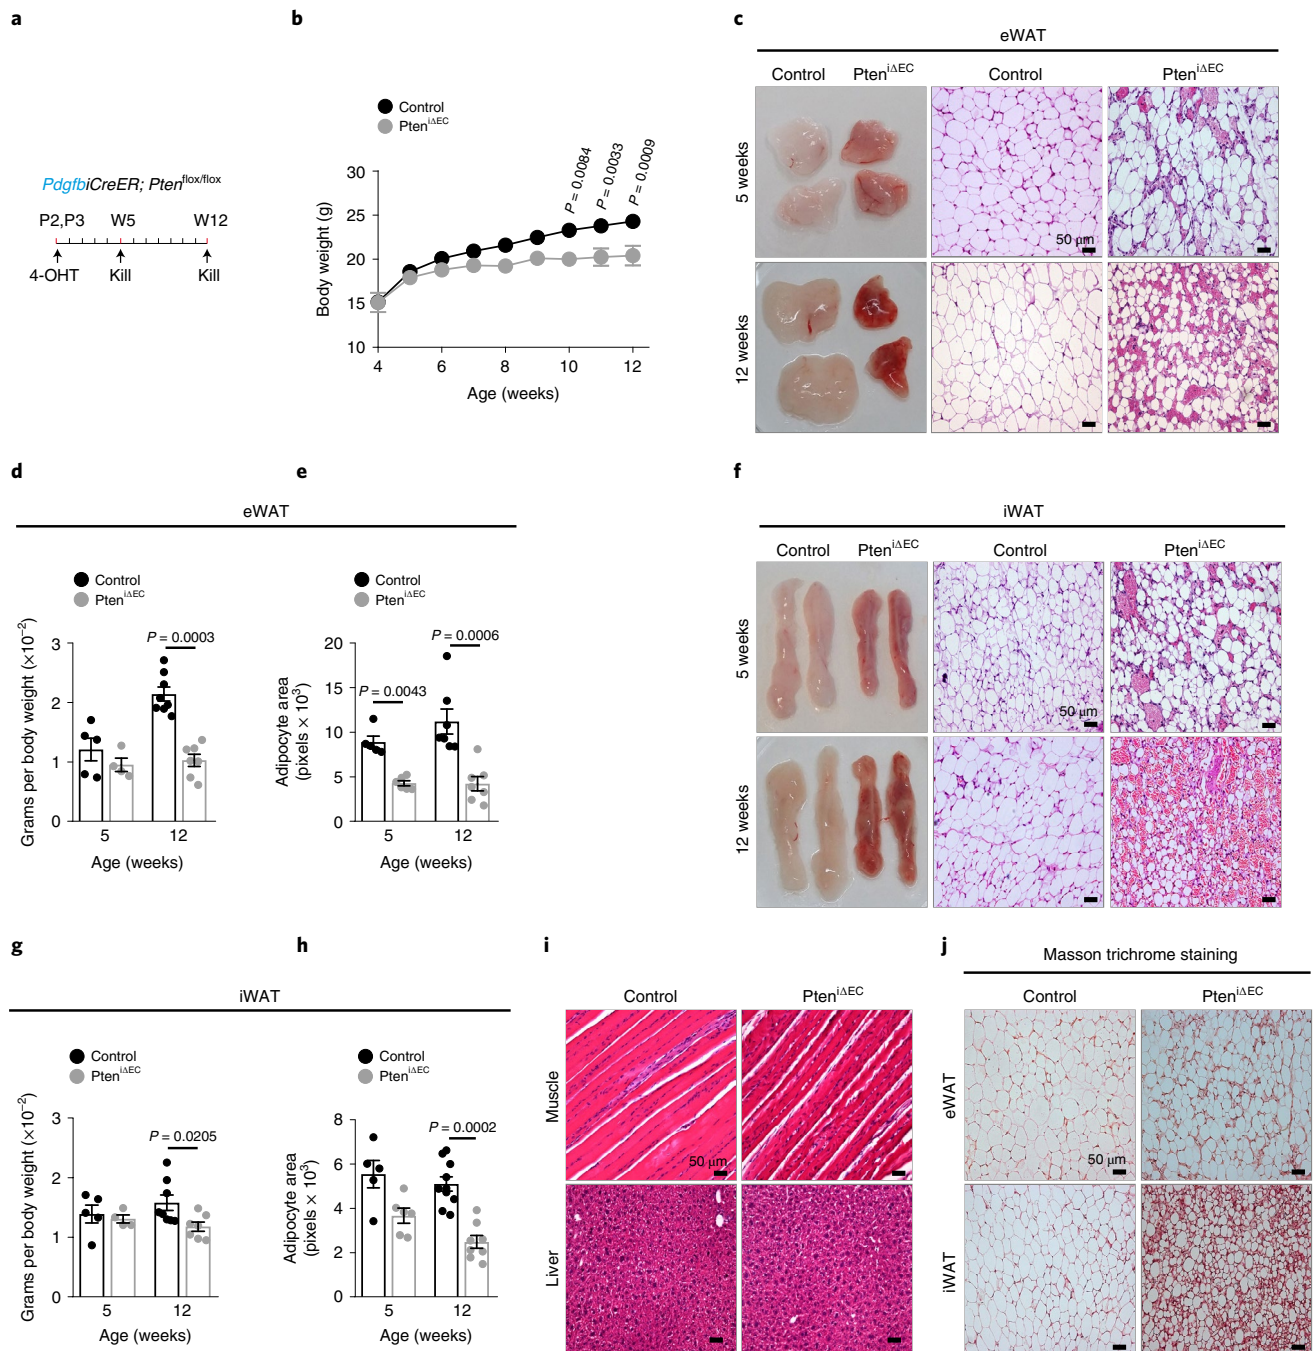 a
PdgfbiCreER; Pten^flox/flox
P2,P3 W5 W12
4-OHT Kill Kill
b
Control
Pten^iΔEC
P = 0.0084
P = 0.0033
P = 0.0009
Body weight (g)
30
25
20
15
10
4 6 8 10 12
Age (weeks)
c
eWAT
Control Pten^iΔEC Control Pten^iΔEC
5 weeks
50 μm
12 weeks
d
eWAT
Control
Pten^iΔEC
Grams per body weight (×10^−2)
3
2
1
0
P = 0.0003
5 12
Age (weeks)
e
Control
Pten^iΔEC
Adipocyte area
(pixels × 10^3)
20
15
10
5
0
P = 0.0043
P = 0.0006
5 12
Age (weeks)
f
iWAT
Control Pten^iΔEC Control Pten^iΔEC
5 weeks
50 μm
12 weeks
g
iWAT
Control
Pten^iΔEC
Grams per body weight (×10^−2)
3
2
1
0
P = 0.0205
5 12
Age (weeks)
h
Control
Pten^iΔEC
Adipocyte area
(pixels × 10^3)
8
6
4
2
0
P = 0.0002
5 12
Age (weeks)
i
Control Pten^iΔEC
Muscle
50 μm
Liver
j
Masson trichrome staining
Control Pten^iΔEC
eWAT
50 μm
iWAT